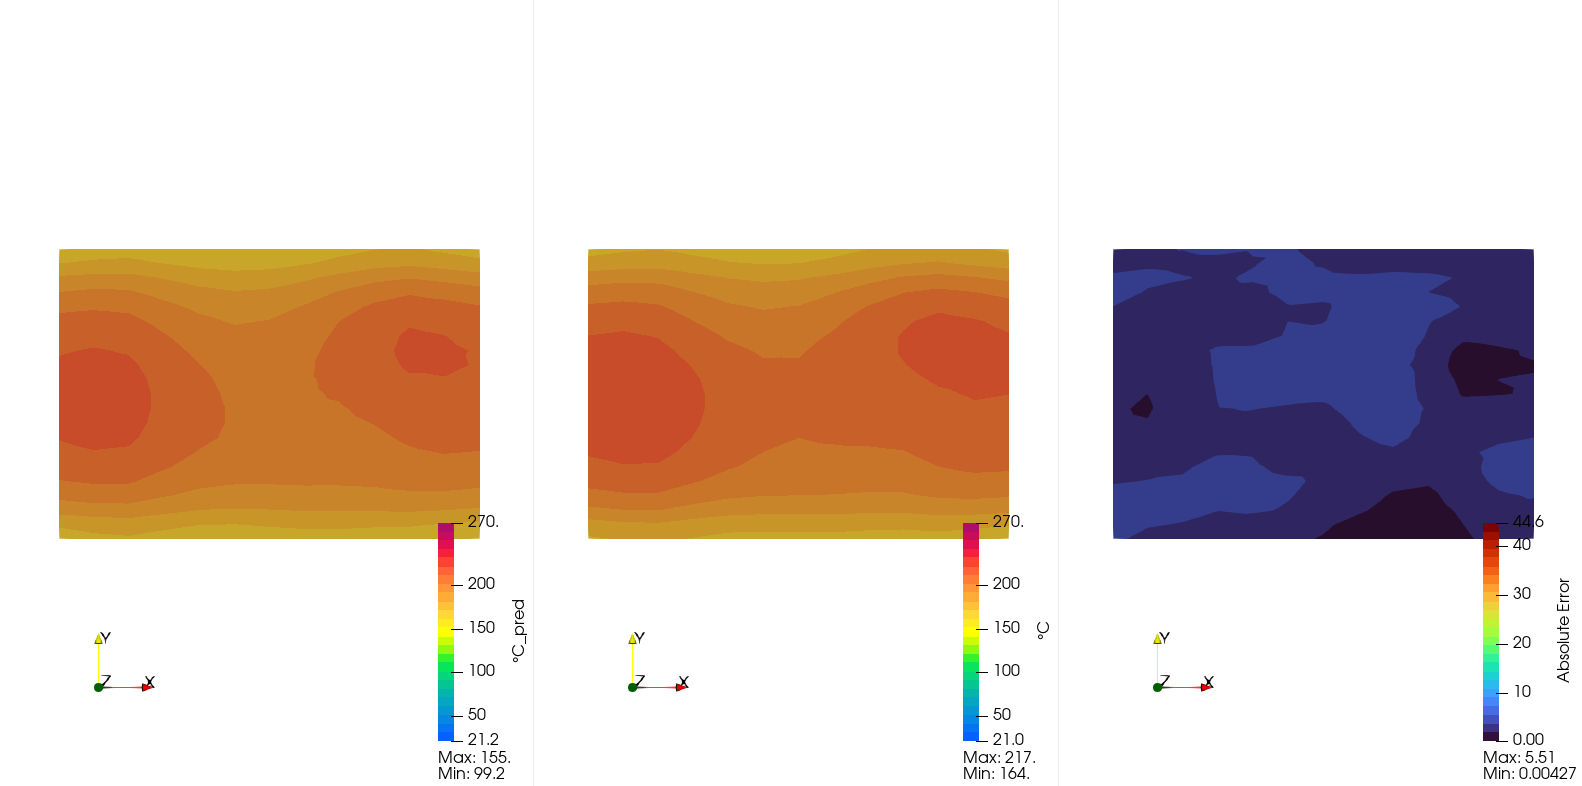 270.
200
150
100
50
21.2
°C_pred
Max: 155.
Min: 99.2
Y
Z
X
270.
200
150
100
50
21.0
°C
Max: 217.
Min: 164.
Y
Z
X
44.6
40
30
20
10
0.00
Absolute Error
Max: 5.51
Min: 0.00427
Y
Z
X